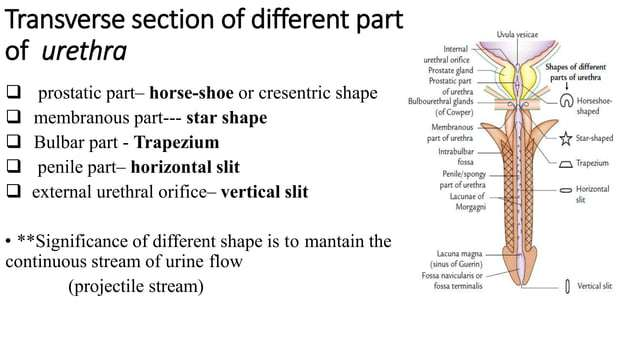 Transverse section of different part
of urethra
❑ prostatic part– horse-shoe or cresentric shape
❑ membranous part--- star shape
❑ Bulbar part - Trapezium
❑ penile part– horizontal slit
❑ external urethral orifice– vertical slit
• **Significance of different shape is to mantain the
continuous stream of urine flow
(projectile stream)
Uvula vesicae
Internal
urethral orifice
Prostate gland
Prostatic part
of urethra
Bulbourethral glands
(of Cowper)
Membranous
part of urethra
Intrabulbar
fossa
Penile/spongy
part of urethra
Lacunae of
Morgagni
Lacuna magna
(sinus of Guerin)
Fossa navicularis or
fossa terminalis
Shapes of different
parts of urethra
Horseshoe-
shaped
Star-shaped
Trapezium
Horizontal
slit
Vertical slit